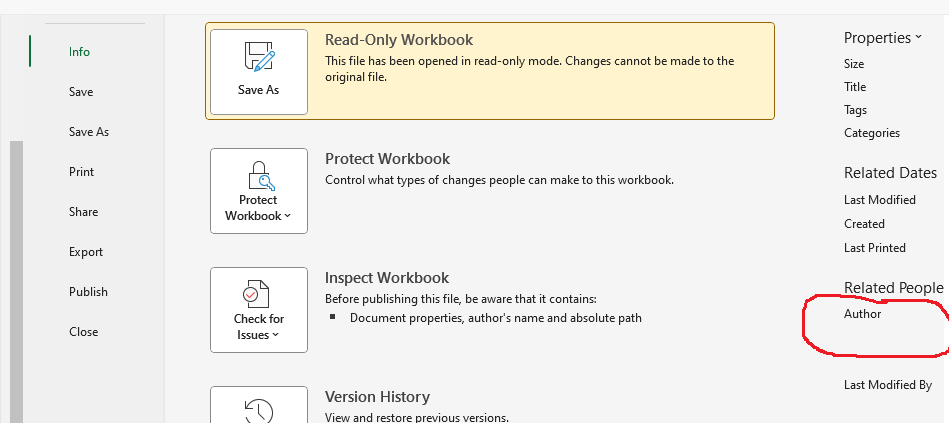 Info
Save
Save As
Print
Share
Export
Publish
Close
Save As
Read-Only Workbook
This file has been opened in read-only mode. Changes cannot be made to the
original file.
Protect
Workbook
Protect Workbook
Control what types of changes people can make to this workbook.
Check for
Issues
Inspect Workbook
Before publishing this file, be aware that it contains:
Document properties, author's name and absolute path
Version History
View and restore previous versions.
Properties
Size
Title
Tags
Categories
Related Dates
Last Modified
Created
Last Printed
Related People
Author
Last Modified By